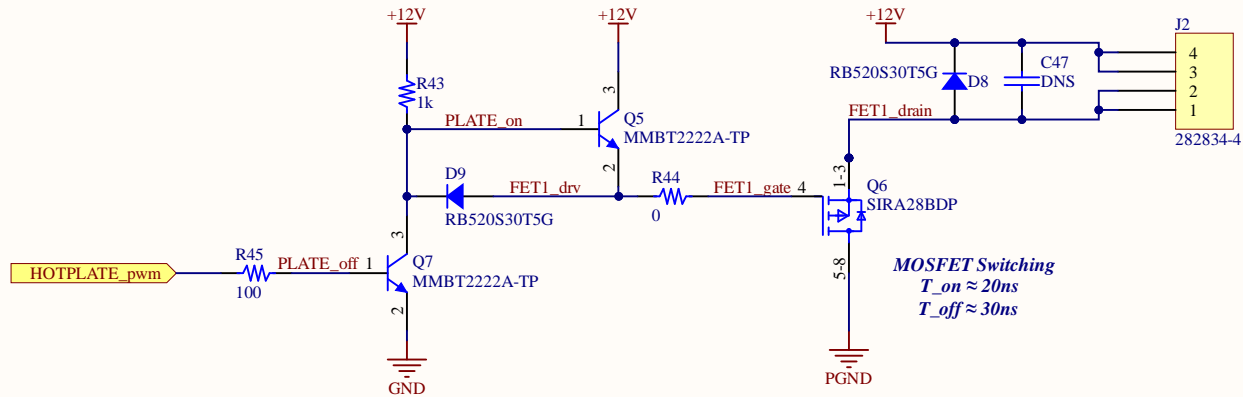 +12V
+12V
+12V
J2
R43
1k
3
Q5
MMBT2222A-TP
PLATE_on
1
2
RB520S30T5G
D8
C47
DNS
4
3
2
1
282834-4
FET1_drain
D9
RB520S30T5G
FET1_drv
R44
0
FET1_gate
4
1-3
Q6
SIRA28BDP
5-8
HOTPLATE_pwm
R45
100
PLATE_off
1
3
Q7
MMBT2222A-TP
2
GND
PGND
MOSFET Switching
T_on ≈ 20ns
T_off ≈ 30ns